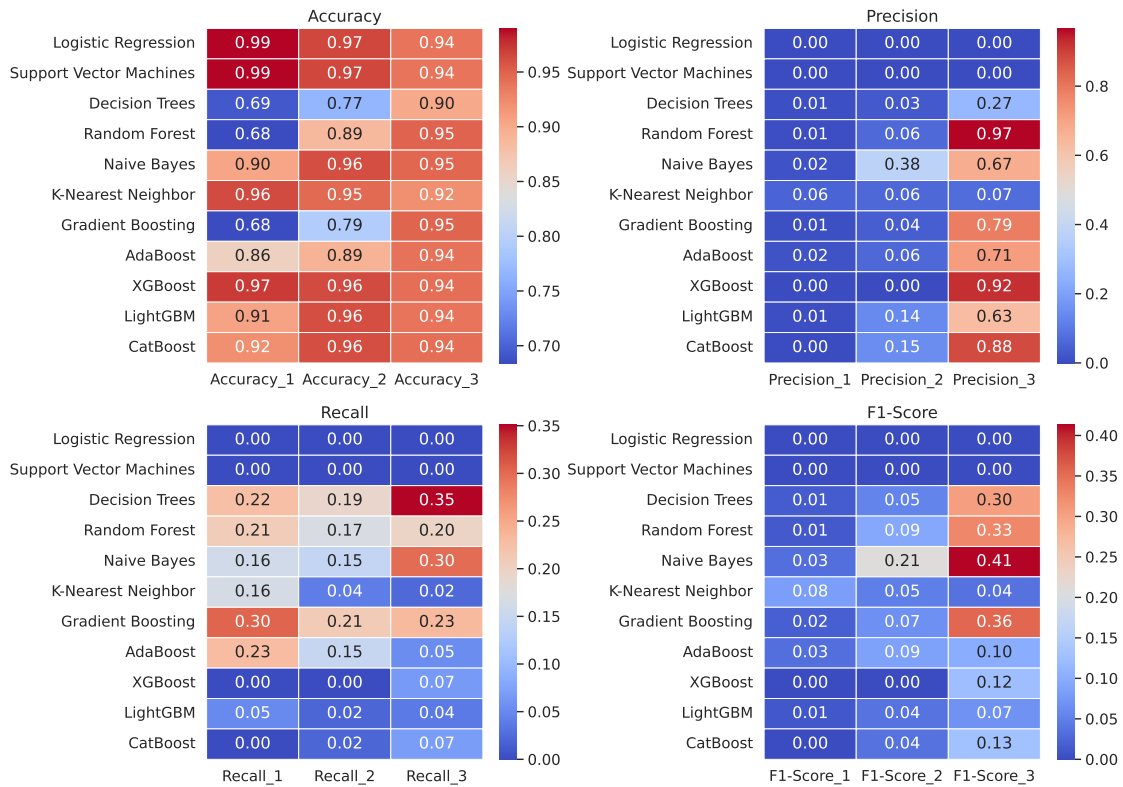 Accuracy
Logistic Regression 0.99 0.97 0.94
Support Vector Machines 0.99 0.97 0.94
Decision Trees 0.69 0.77 0.90
Random Forest 0.68 0.89 0.95
Naive Bayes 0.90 0.96 0.95
K-Nearest Neighbor 0.96 0.95 0.92
Gradient Boosting 0.68 0.79 0.95
AdaBoost 0.86 0.89 0.94
XGBoost 0.97 0.96 0.94
LightGBM 0.91 0.96 0.94
CatBoost 0.92 0.96 0.94
Accuracy_1 Accuracy_2 Accuracy_3
0.95
0.90
0.85
0.80
0.75
0.70
Precision
Logistic Regression 0.00 0.00 0.00
Support Vector Machines 0.00 0.00 0.00
Decision Trees 0.01 0.03 0.27
Random Forest 0.01 0.06 0.97
Naive Bayes 0.02 0.38 0.67
K-Nearest Neighbor 0.06 0.06 0.07
Gradient Boosting 0.01 0.04 0.79
AdaBoost 0.02 0.06 0.71
XGBoost 0.00 0.00 0.92
LightGBM 0.01 0.14 0.63
CatBoost 0.00 0.15 0.88
Precision_1 Precision_2 Precision_3
0.8
0.6
0.4
0.2
0.0
Recall
Logistic Regression 0.00 0.00 0.00
Support Vector Machines 0.00 0.00 0.00
Decision Trees 0.22 0.19 0.35
Random Forest 0.21 0.17 0.20
Naive Bayes 0.16 0.15 0.30
K-Nearest Neighbor 0.16 0.04 0.02
Gradient Boosting 0.30 0.21 0.23
AdaBoost 0.23 0.15 0.05
XGBoost 0.00 0.00 0.07
LightGBM 0.05 0.02 0.04
CatBoost 0.00 0.02 0.07
Recall_1 Recall_2 Recall_3
0.35
0.30
0.25
0.20
0.15
0.10
0.05
0.00
F1-Score
Logistic Regression 0.00 0.00 0.00
Support Vector Machines 0.00 0.00 0.00
Decision Trees 0.01 0.05 0.30
Random Forest 0.01 0.09 0.33
Naive Bayes 0.03 0.21 0.41
K-Nearest Neighbor 0.08 0.05 0.04
Gradient Boosting 0.02 0.07 0.36
AdaBoost 0.03 0.09 0.10
XGBoost 0.00 0.00 0.12
LightGBM 0.01 0.04 0.07
CatBoost 0.00 0.04 0.13
F1-Score_1 F1-Score_2 F1-Score_3
0.40
0.35
0.30
0.25
0.20
0.15
0.10
0.05
0.00